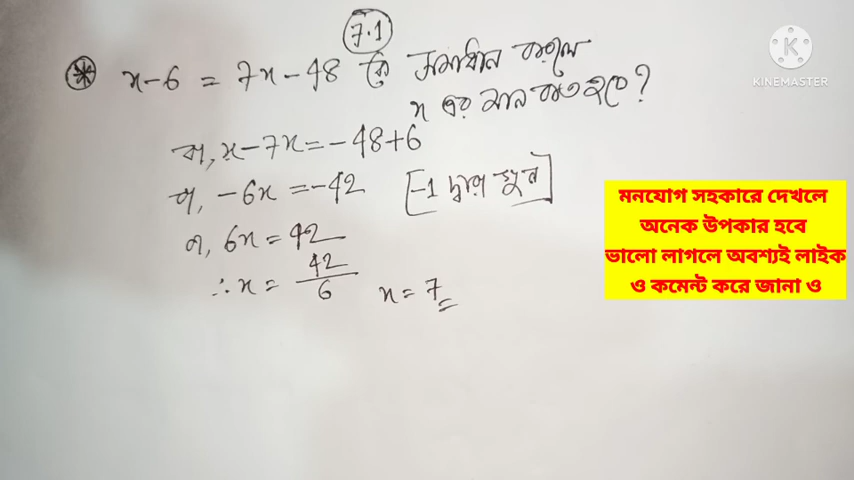 7.1
x-6 = 7x-48 কে সমাধান করলে
x এর মান কত হবে?
বা, x-7x=-48+6
বা, -6x=-42 [-1 দ্বারা গুন]
বা, 6x=42
∴x = 42/6 x=7
KINEMASTER
মনযোগ সহকারে দেখলে
অনেক উপকার হবে
ভালো লাগলে অবশ্যই লাইক
ও কমেন্ট করে জানা ও